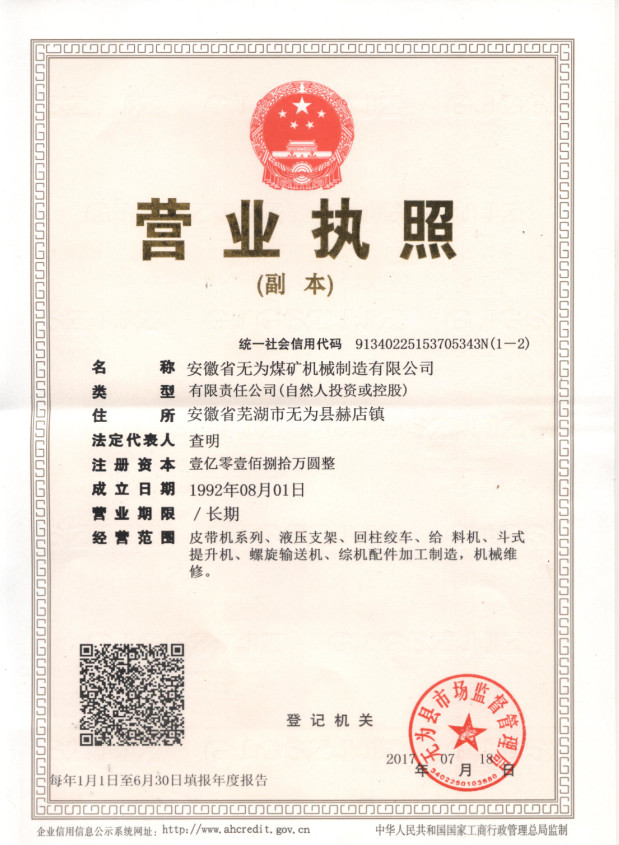 营业执照
(副 本)
统一社会信用代码 91340225153705343N(1-2)
名 称 安徽省无为煤矿机械制造有限公司
类 型 有限责任公司(自然人投资或控股)
住 所 安徽省芜湖市无为县赫店镇
法定代表人 查明
注册资本 壹亿零壹佰捌拾万圆整
成立日期 1992年08月01日
营业期限 /长期
经营范围 皮带机系列、液压支架、回柱绞车、给 料机、斗式
提升机、螺旋输送机、综机配件加工制造，机械维
修。
登记机关
无为县市场监督管理局
2017 07 18
年 月 日
3402250103680
每年1月1日至6月30日填报年度报告
企业信用信息公示系统网址: http://www.ahcredit.gov.cn
中华人民共和国国家工商行政管理总局监制